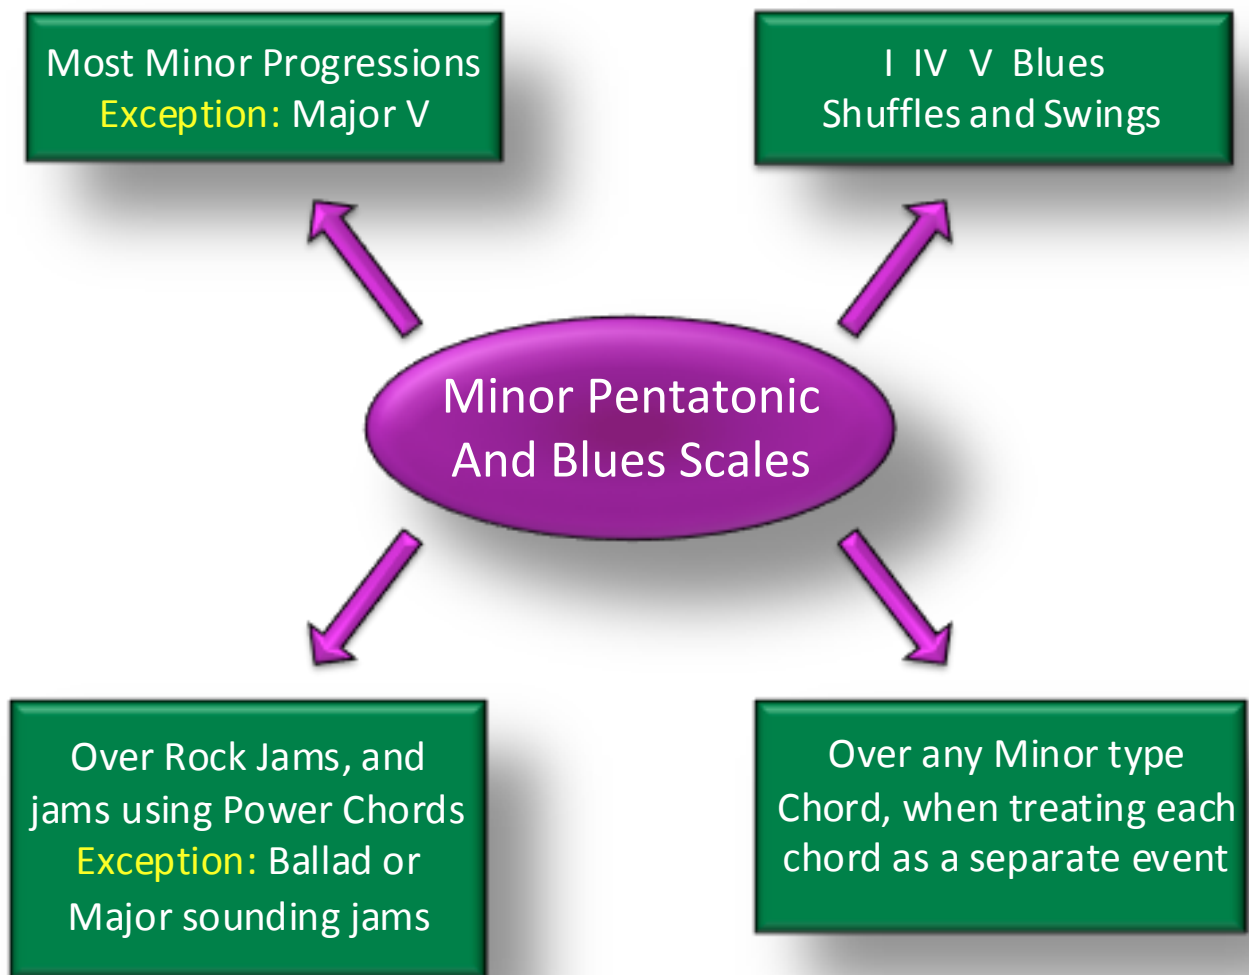 Most Minor Progressions
Exception: Major V
I IV V Blues
Shuffles and Swings
Minor Pentatonic
And Blues Scales
Over Rock Jams, and
jams using Power Chords
Exception: Ballad or
Major sounding jams
Over any Minor type
Chord, when treating each
chord as a separate event